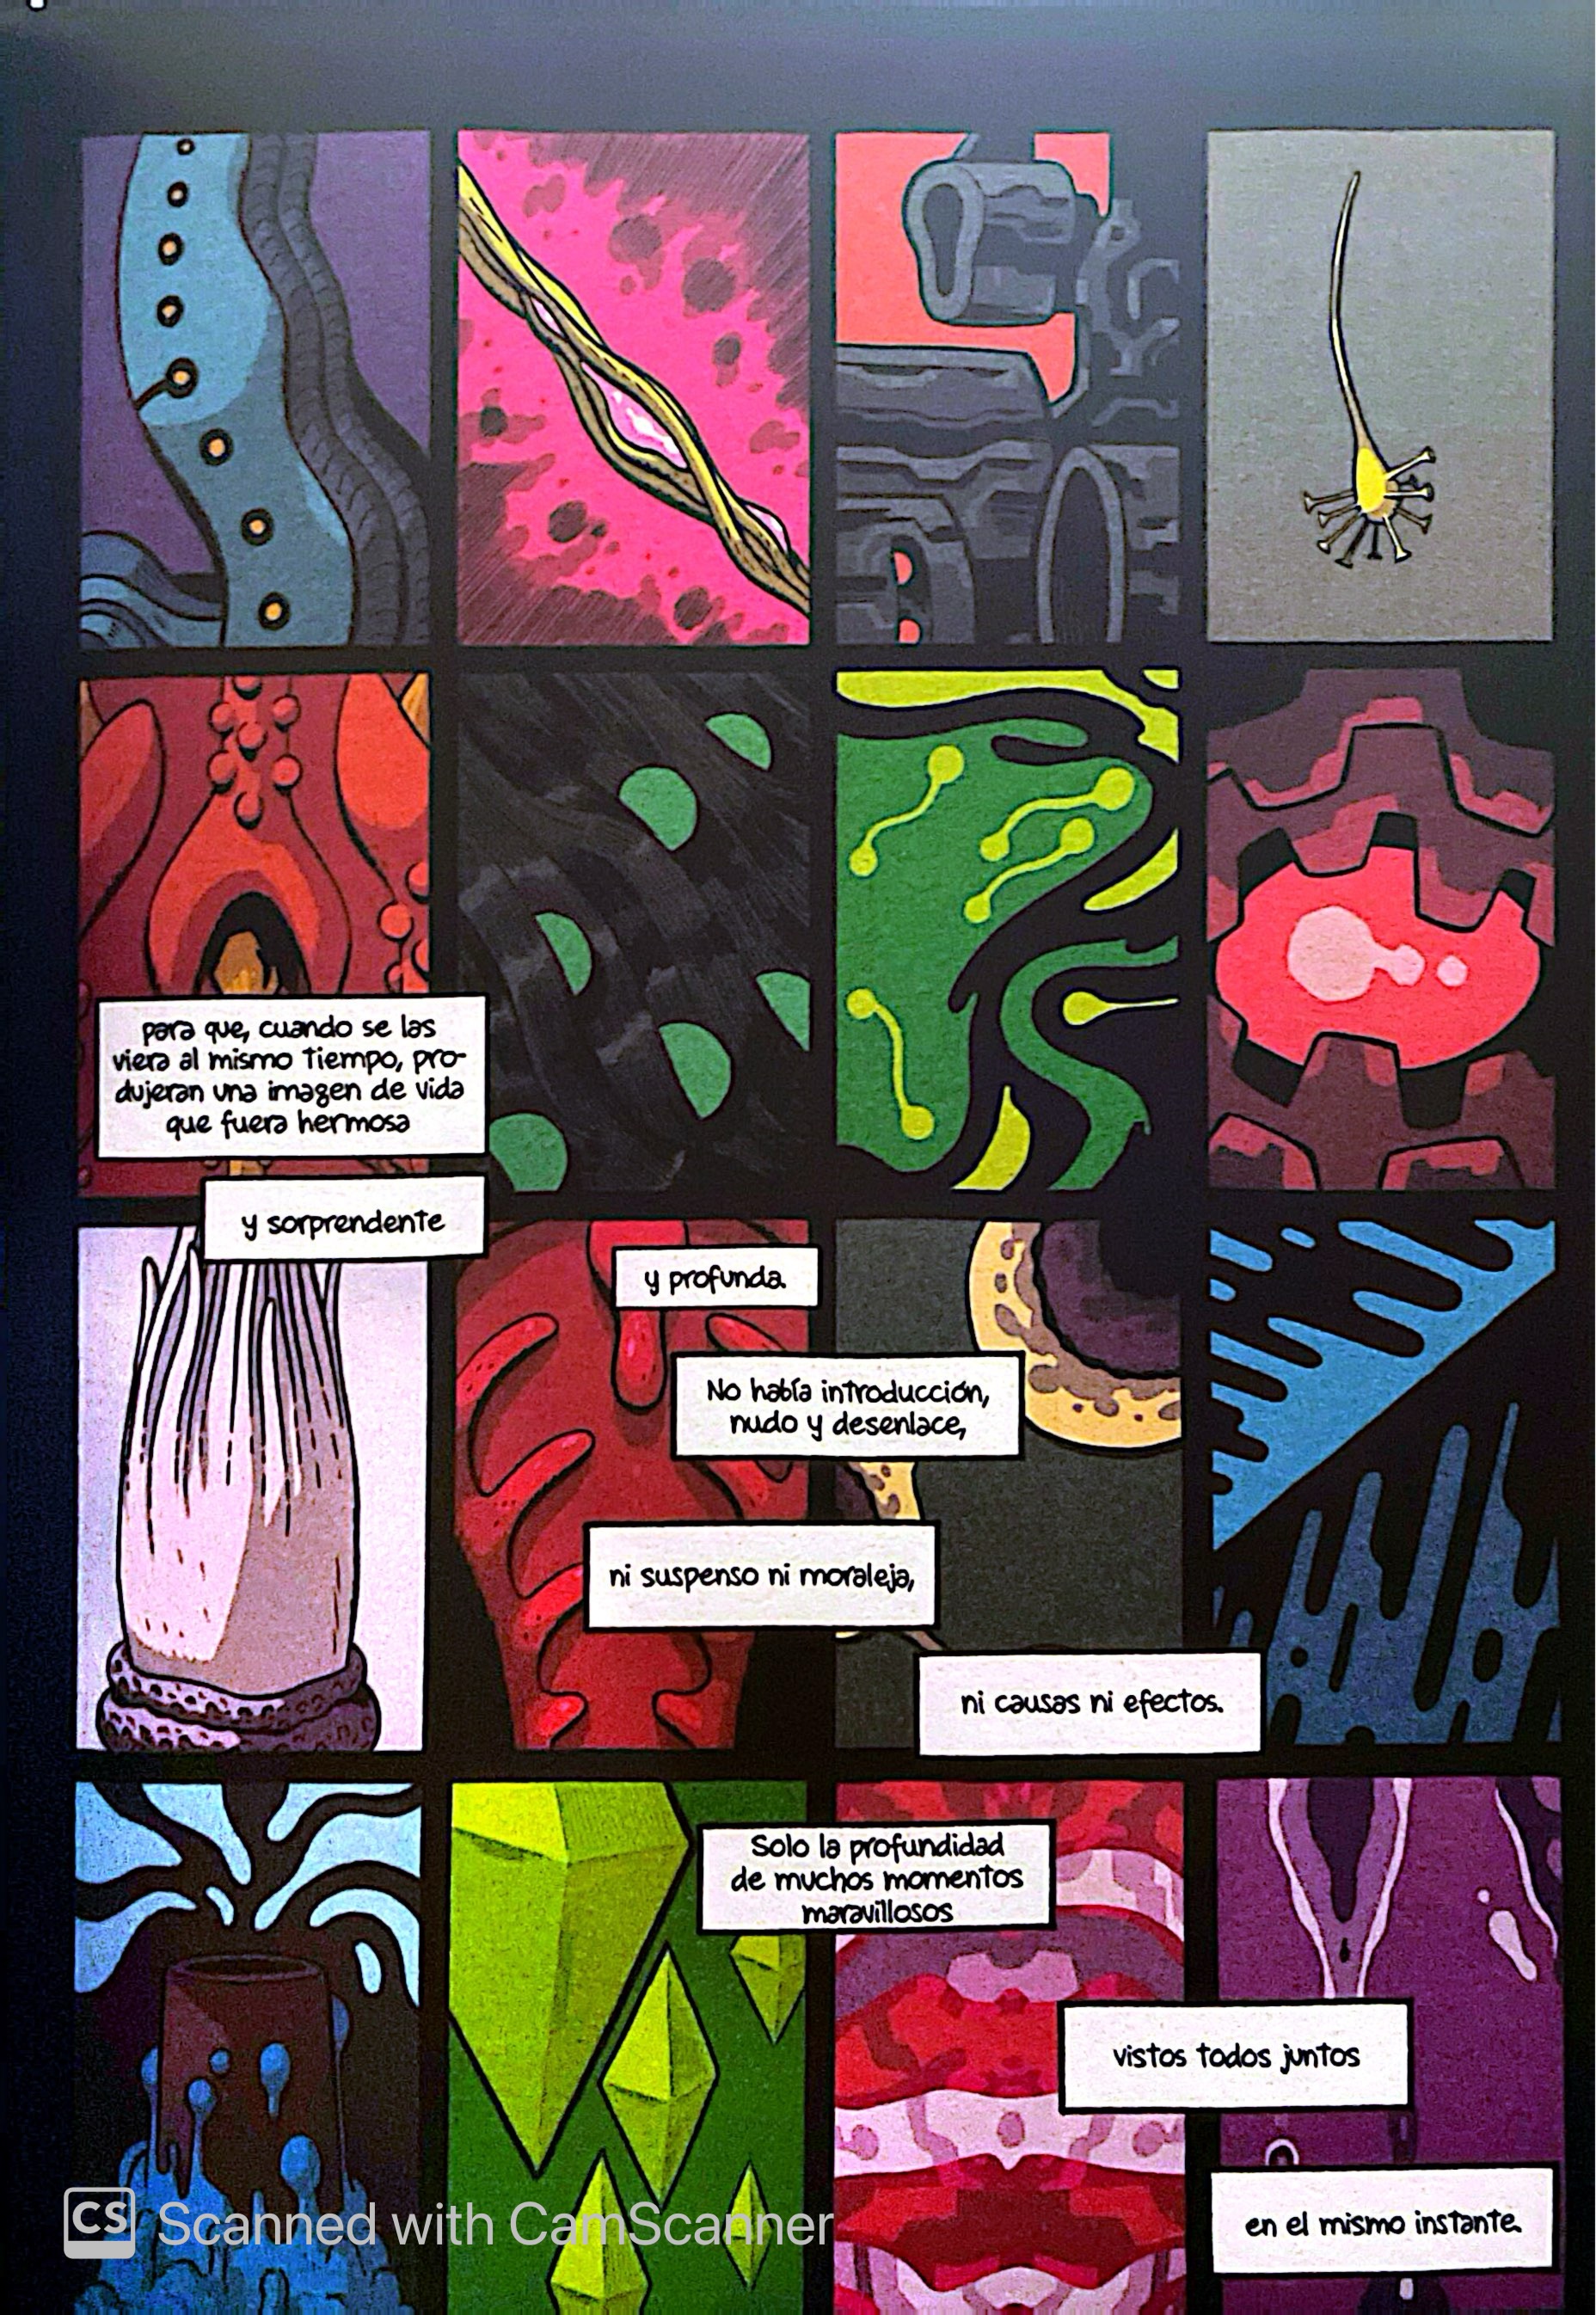 para que, cuando se las
viera al mismo tiempo, pro-
dujeran una imagen de vida
que fuera hermosa
y sorprendente
y profunda.
No había introducción,
nudo y desenlace,
ni suspenso ni moraleja,
ni causas ni efectos.
Solo la profundidad
de muchos momentos
maravillosos
vistos todos juntos
en el mismo instante.
CS Scanned with CamScanner